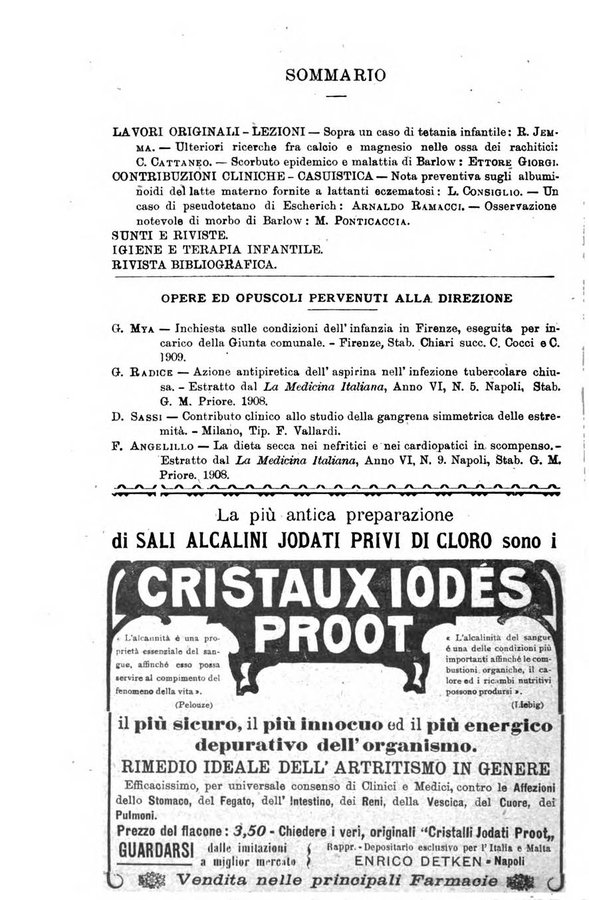 SOMMARIO
LAVORI ORIGINALI - LEZIONI — Sopra un caso di tetania infantile: R. JEM-
MA. — Ulteriori ricerche fra calcio e magnesio nelle ossa dei rachitici:
C. CATTANEO. — Scorbuto epidemico e malattia di Barlow: ETTORE GIORGI.
CONTRIBUZIONI CLINICHE - CASUISTICA — Nota preventiva sugli albumi-
noidi del latte materno fornite a lattanti eczematosi: L. CONSIGLIO. — Un
caso di pseudotetano di Escherich: ARNALDO RAMACCI. — Osservazione
notevole di morbo di Barlow: M. PONTICACCIA.
SUNTI E RIVISTE.
IGIENE E TERAPIA INFANTILE.
RIVISTA BIBLIOGRAFICA.
OPERE ED OPUSCOLI PERVENUTI ALLA DIREZIONE
G. MYA — Inchiesta sulle condizioni dell' infanzia in Firenze, eseguita per in-
carico della Giunta comunale. - Firenze, Stab. Chiari succ. C. Cocci e C.
1909.
G. RADICE — Azione antipiretica dell' aspirina nell' infezione tubercolare chiu-
sa. - Estratto dal La Medicina Italiana, Anno VI, N. 5. Napoli, Stab.
G. M. Priore. 1908.
D. SASSI — Contributo clinico allo studio della gangrena simmetrica delle estre-
mità. - Milano, Tip. F. Vallardi.
F. ANGELILLO — La dieta secca nei nefritici e nei cardiopatici in scompenso.-
Estratto dal La Medicina Italiana, Anno VI, N. 9. Napoli, Stab. G. M.
Priore. 1908.
La più antica preparazione
di SALI ALCALINI JODATI PRIVI DI CLORO sono i
CRISTAUX IODÉS
PROOT
« L'alcalinità é una pro-
prietà essenziale del san-
gue, affinché esso possa
servire al compimento del
fenomeno della vita ».
(Pelouze)
« L'alcalinità del sangue
é una delle condizioni più
importanti affinché le com-
bustioni organiche, il ca-
lore ed i ricambi nutritivi
possono prodursi ».
(Liebig)
il più sicuro, il più innocuo ed il più energico
depurativo dell'organismo.
RIMEDIO IDEALE DELL' ARTRITISMO IN GENERE
Efficacissimo, per universale consenso di Clinici e Medici, contro le Affezioni
dello Stomaco, del Fegato, dell' Intestino, dei Reni, della Vescica, del Cuore, dei
Pulmoni.
Prezzo del flacone: 3,50 - Chiedere i veri, originali "Cristalli Jodati Proot„
GUARDARSI dalle imitazioni a miglior mercato
Rappr. - Depositario esclusivo per l' Italia e Malta
ENRICO DETKEN - Napoli
Vendita nelle principali Farmacie